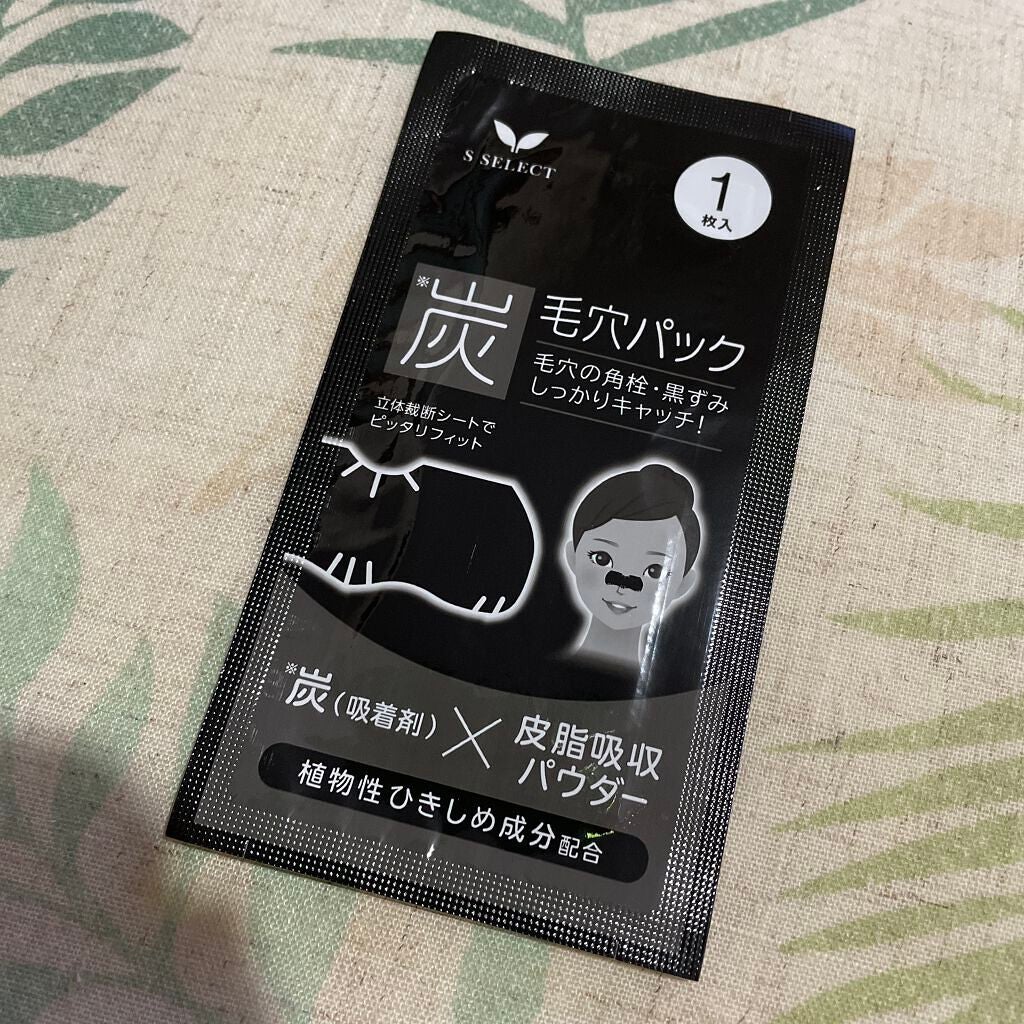 S SELECT
1
枚入
※炭
毛穴パック
毛穴の角栓・黒ずみ
しっかりキャッチ!
立体裁断シートで
ピッタリフィット
※炭(吸着剤)×皮脂吸収
パウダー
植物性ひきしめ成分配合